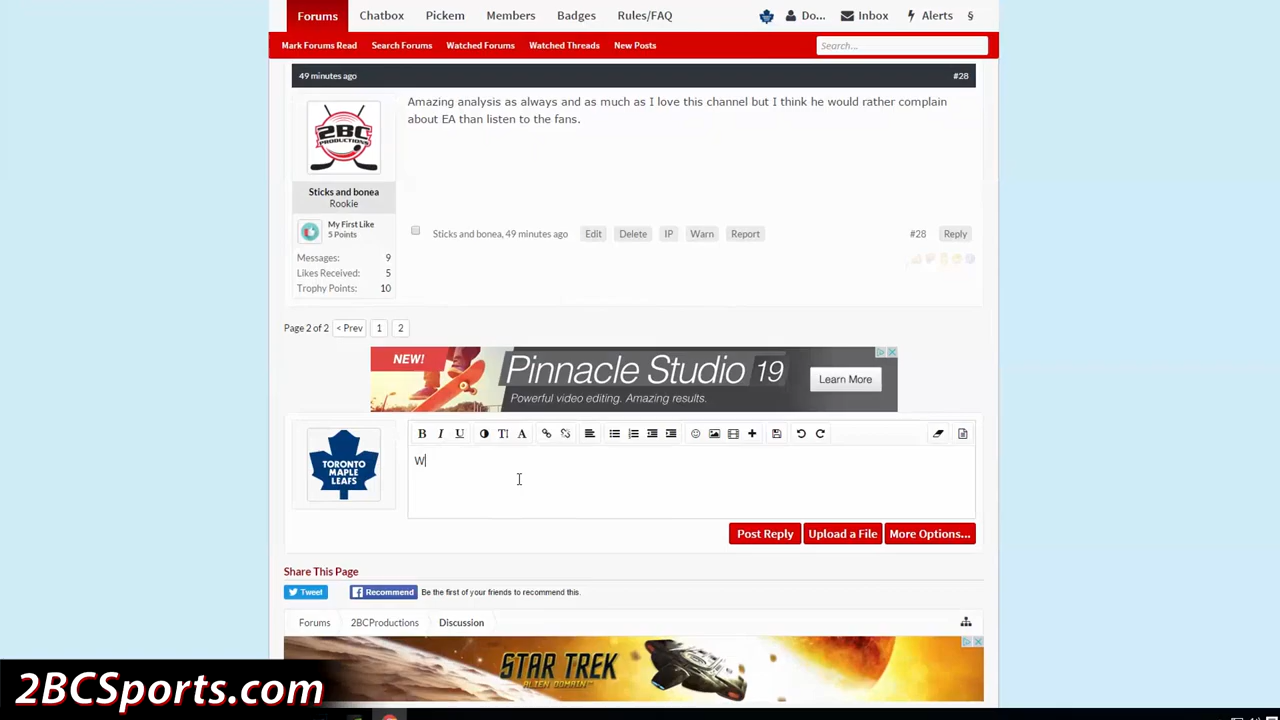 Forums Chatbox Pickem Members Badges Rules/FAQ Do... Inbox Alerts §
Mark Forums Read Search Forums Watched Forums Watched Threads New Posts Search...
49 minutes ago #28
Amazing analysis as always and as much as I love this channel but I think he would rather complain
about EA than listen to the fans.
2BC
PRODUCTIONS
Sticks and bonea
Rookie
My First Like
5 Points
Sticks and bonea, 49 minutes ago Edit Delete IP Warn Report #28 Reply
Messages: 9
Likes Received: 5
Trophy Points: 10
Page 2 of 2 < Prev 1 2
NEW! Pinnacle Studio 19 Learn More
Powerful video editing. Amazing results.
B I U
TORONTO
MAPLE
LEAFS
W
Post Reply Upload a File More Options...
Share This Page
Tweet Recommend Be the first of your friends to recommend this.
Forums 2BCProductions Discussion
STAR TREK
ALIEN DOMAIN
2BCSports.com